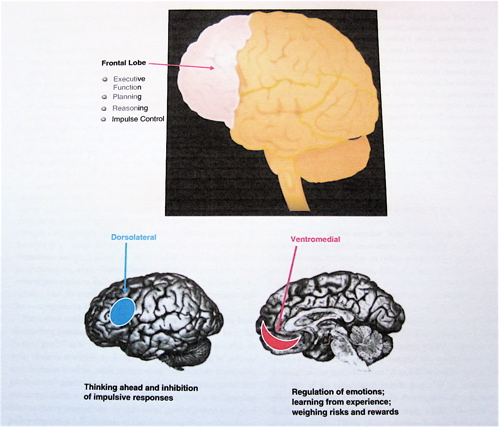 Frontal Lobe
Executive
Function
Planning
Reasoning
Impulse Control
Dorsolateral
Ventromedial
Thinking ahead and inhibition
of impulsive responses
Regulation of emotions;
learning from experience;
weighing risks and rewards